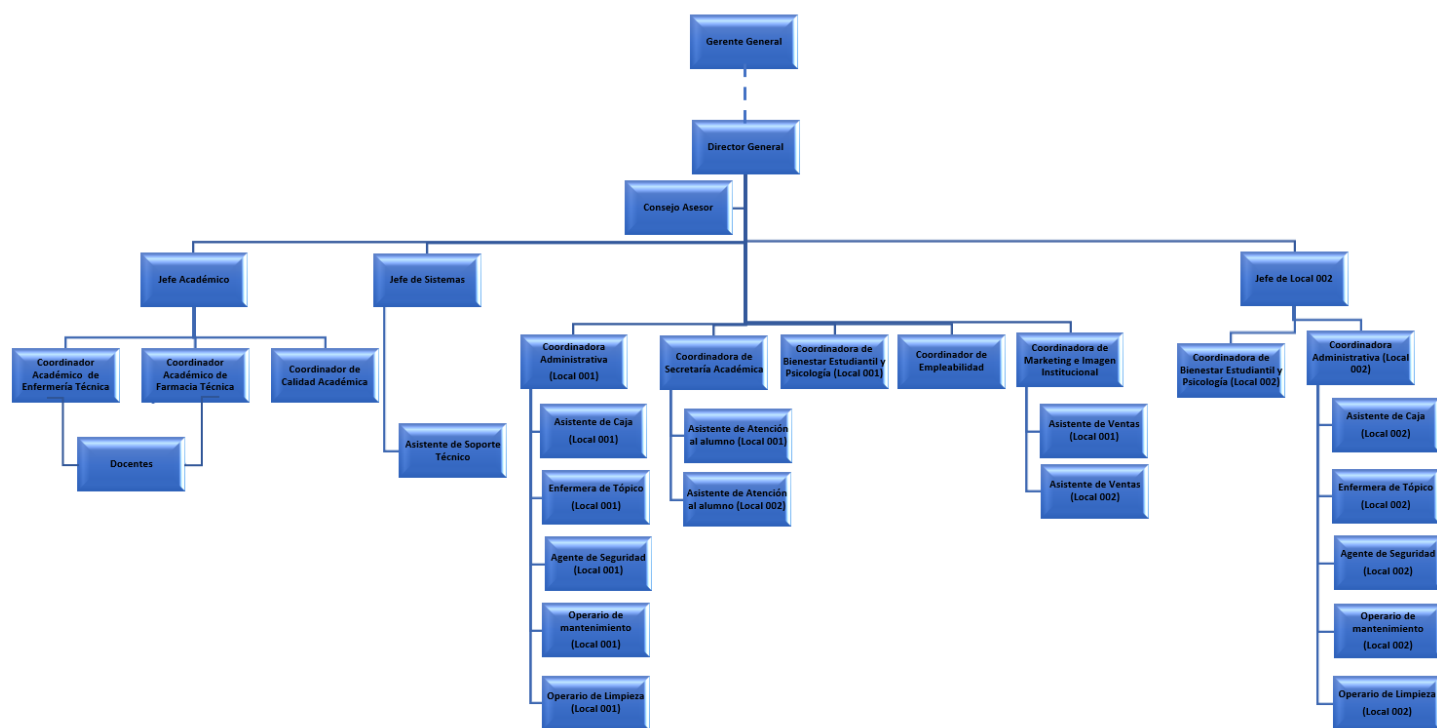 Gerente General
Director General
Consejo Asesor
Jefe Académico
Jefe de Sistemas
Jefe de Local 002
Coordinador
Académico de
Enfermería Técnica
Coordinador
Académico de
Farmacia Técnica
Coordinador de
Calidad Académica
Docentes
Asistente de Soporte
Técnico
Coordinadora
Administrativa
(Local 001)
Asistente de Caja
(Local 001)
Enfermera de Tópico
(Local 001)
Agente de Seguridad
(Local 001)
Operario de
mantenimiento
(Local 001)
Operario de Limpieza
(Local 001)
Coordinadora de
Secretaría Académica
Asistente de Atención
al alumno (Local 001)
Asistente de Atención
al alumno (Local 002)
Coordinadora de
Bienestar Estudiantil y
Psicología (Local 001)
Coordinador de
Empleabilidad
Coordinadora de
Marketing e Imagen
Institucional
Asistente de Ventas
(Local 001)
Asistente de Ventas
(Local 002)
Coordinadora de
Bienestar Estudiantil y
Psicología (Local 002)
Coordinadora
Administrativa (Local
002)
Asistente de Caja
(Local 002)
Enfermera de Tópico
(Local 002)
Agente de Seguridad
(Local 002)
Operario de
mantenimiento
(Local 002)
Operario de Limpieza
(Local 002)